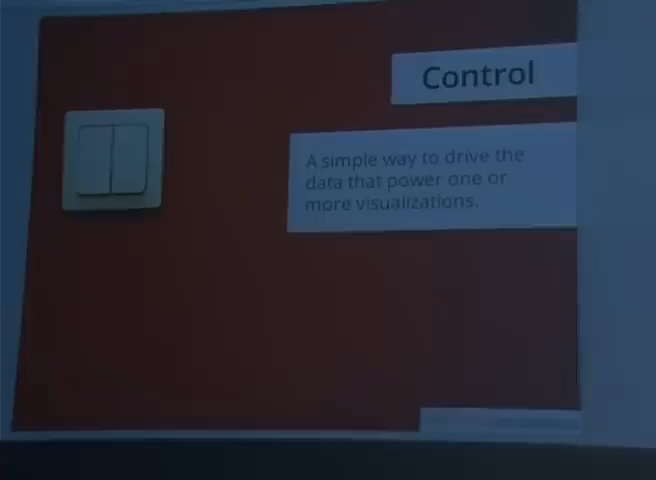 Control
A simple way to drive the
data that power one or
more visualizations.